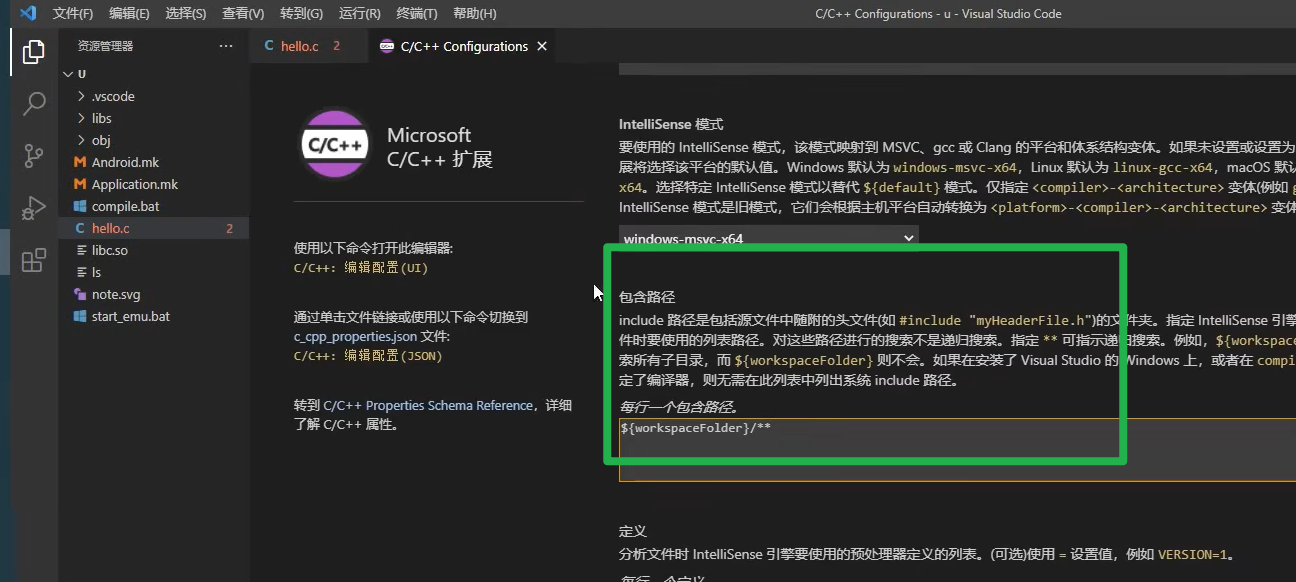 文件(F) 编辑(E) 选择(S) 查看(V) 转到(G) 运行(R) 终端(T) 帮助(H) C/C++ Configurations - u - Visual Studio Code
资源管理器 ···
C hello.c 2 C/C++ Configurations
U
.vscode
libs
obj
Android.mk
Application.mk
compile.bat
C hello.c 2
libc.so
ls
note.svg
start_emu.bat
C/C++
Microsoft
C/C++ 扩展
使用以下命令打开此编辑器:
C/C++: 编辑配置(UI)
通过单击文件链接或使用以下命令切换到
c_cpp_properties.json 文件:
C/C++: 编辑配置(JSON)
转到 C/C++ Properties Schema Reference，详细
了解 C/C++ 属性。
IntelliSense 模式
要使用的 IntelliSense 模式，该模式映射到 MSVC、gcc 或 Clang 的平台和体系结构变体。如果未设置或设置为
展将选择该平台的默认值。Windows 默认为 windows-msvc-x64，Linux 默认为 linux-gcc-x64，macOS 默认
x64。选择特定 IntelliSense 模式以替代 ${default} 模式。仅指定 <compiler>-<architecture> 变体(例如 g
IntelliSense 模式是旧模式，它们会根据主机平台自动转换为 <platform>-<compiler>-<architecture> 变体
windows-msvc-x64
包含路径
include 路径是包括源文件中随附的头文件(如 #include "myHeaderFile.h")的文件夹。指定 IntelliSense 引擎
件时要使用的列表路径。对这些路径进行的搜索不是递归搜索。指定 ** 可指示递归搜索。例如，${workspace
索所有子目录，而 ${workspaceFolder} 则不会。如果在安装了 Visual Studio 的 Windows 上，或者在 compi
定了编译器，则无需在此列表中列出系统 include 路径。
每行一个包含路径。
${workspaceFolder}/**
定义
分析文件时 IntelliSense 引擎要使用的预处理器定义的列表。(可选)使用 = 设置值，例如 VERSION=1。
每行一个定义